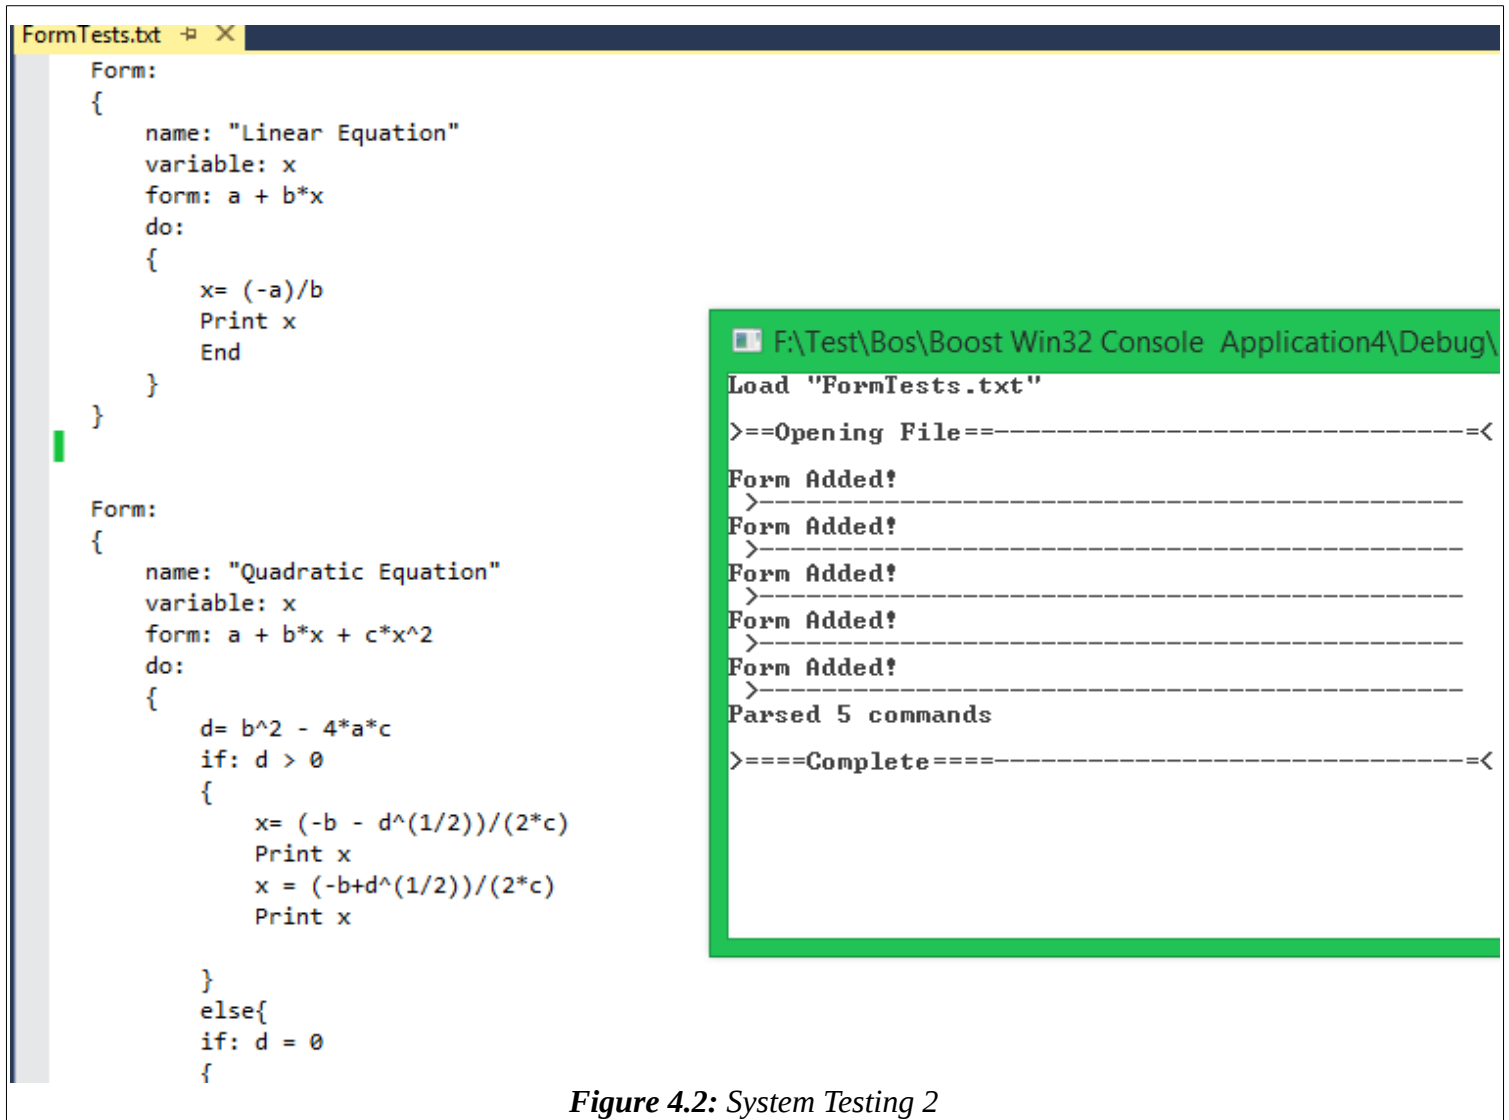 FormTests.txt
Form:
{
name: "Linear Equation"
variable: x
form: a + b*x
do:
{
x= (-a)/b
Print x
End
}
}
Form:
{
name: "Quadratic Equation"
variable: x
form: a + b*x + c*x^2
do:
{
d= b^2 - 4*a*c
if: d > 0
{
x= (-b - d^(1/2))/(2*c)
Print x
x = (-b+d^(1/2))/(2*c)
Print x
}
else{
if: d = 0
{
F:\Test\Bos\Boost Win32 Console  Application4\Debug\
Load "FormTests.txt"
>==Opening File==------------------------------=<
Form Added!
>---------------------------------------------
Form Added!
>---------------------------------------------
Form Added!
>---------------------------------------------
Form Added!
>---------------------------------------------
Form Added!
>---------------------------------------------
Parsed 5 commands
>====Complete====------------------------------=<
Figure 4.2: System Testing 2